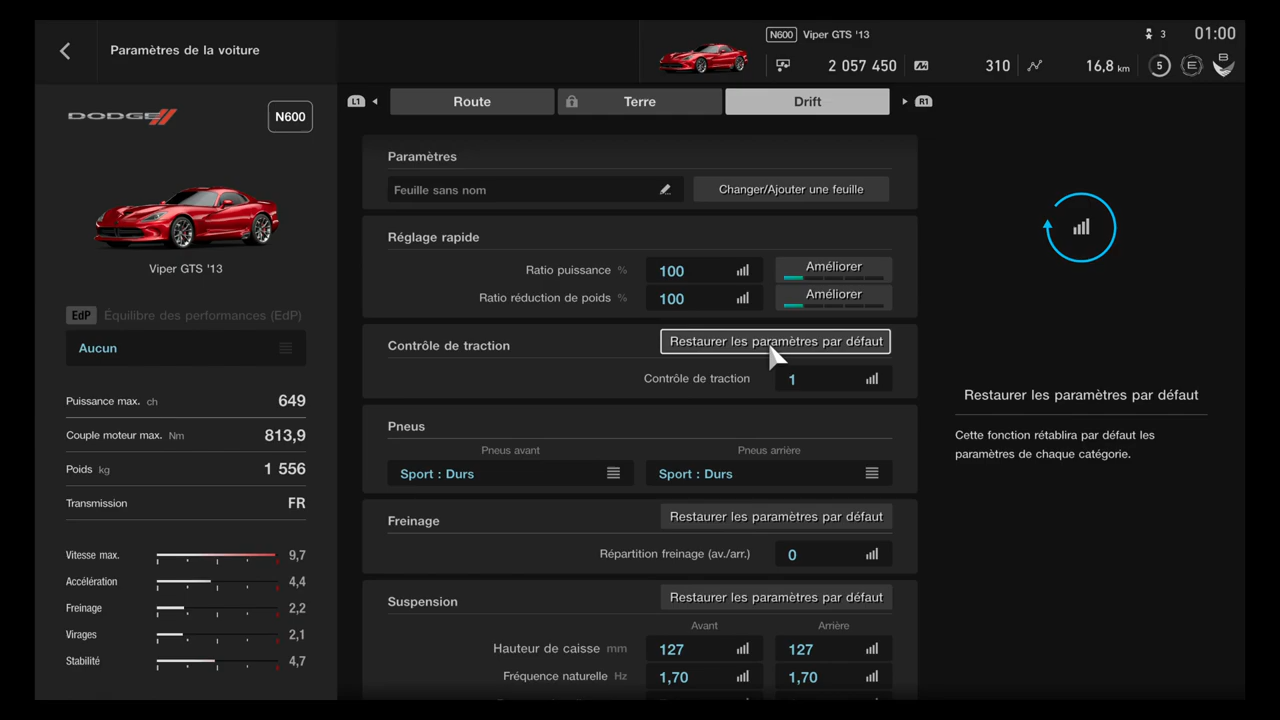 Paramètres de la voiture
N600 Viper GTS '13
3 01:00
2 057 450 310 16,8 km 5 E B
DODGE N600
Viper GTS '13
EdP Équilibre des performances (EdP)
Aucun
Puissance max. ch 649
Couple moteur max. Nm 813,9
Poids kg 1 556
Transmission FR
Vitesse max. 9,7
Accélération 4,4
Freinage 2,2
Virages 2,1
Stabilité 4,7
L1 Route Terre Drift R1
Paramètres
Feuille sans nom Changer/Ajouter une feuille
Réglage rapide
Ratio puissance % 100 Améliorer
Ratio réduction de poids % 100 Améliorer
Contrôle de traction Restaurer les paramètres par défaut
Contrôle de traction 1
Pneus
Pneus avant Pneus arrière
Sport : Durs Sport : Durs
Freinage Restaurer les paramètres par défaut
Répartition freinage (av./arr.) 0
Suspension Restaurer les paramètres par défaut
Avant Arrière
Hauteur de caisse mm 127 127
Fréquence naturelle Hz 1,70 1,70
Restaurer les paramètres par défaut
Cette fonction rétablira par défaut les
paramètres de chaque catégorie.